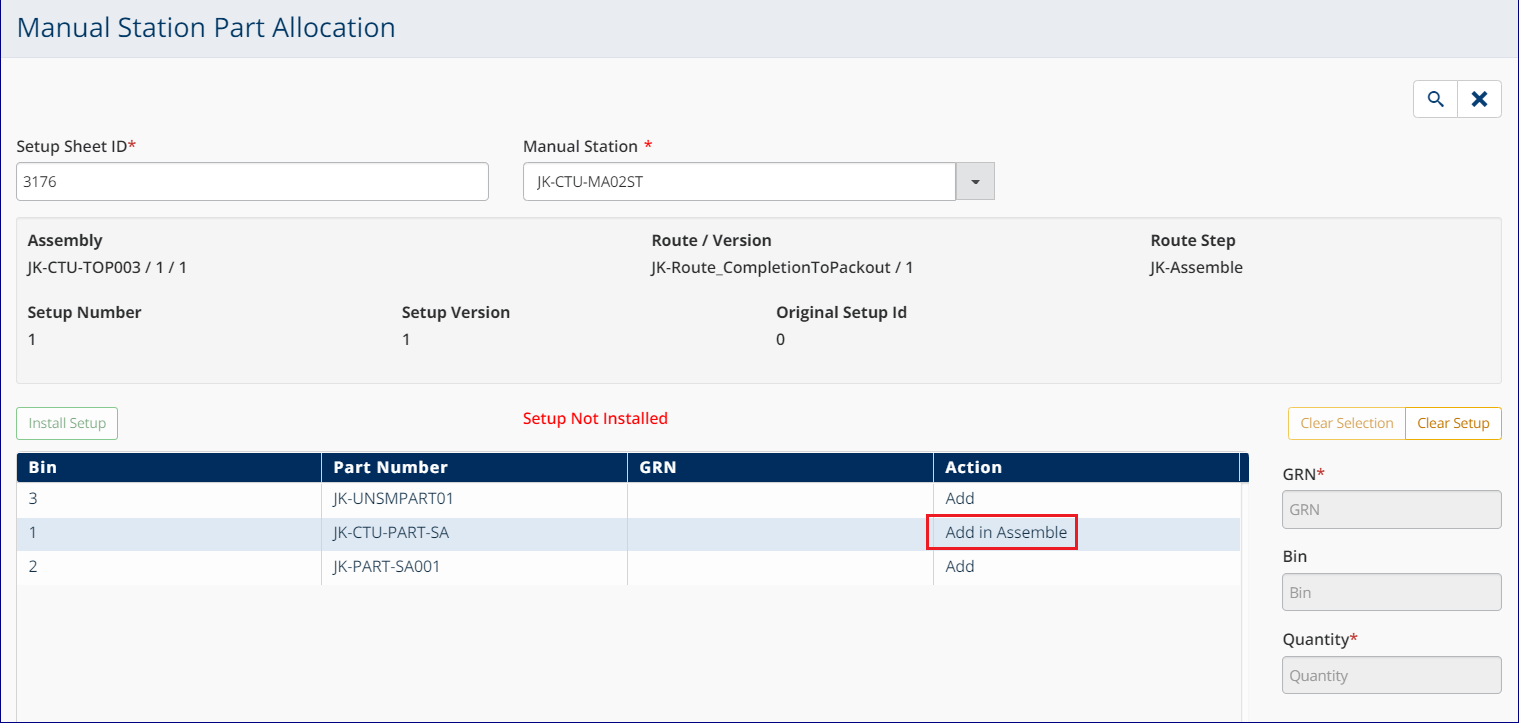 Manual Station Part Allocation
Setup Sheet ID* Manual Station *
3176 JK-CTU-MA02ST
Assembly Route / Version Route Step
JK-CTU-TOP003 / 1 / 1 JK-Route_CompletionToPackout / 1 JK-Assemble
Setup Number Setup Version Original Setup Id
1 1 0
Install Setup Setup Not Installed Clear Selection Clear Setup
Bin Part Number GRN Action
3 JK-UNSMPART01 Add
1 JK-CTU-PART-SA Add in Assemble
2 JK-PART-SA001 Add
GRN*
GRN
Bin
Bin
Quantity*
Quantity